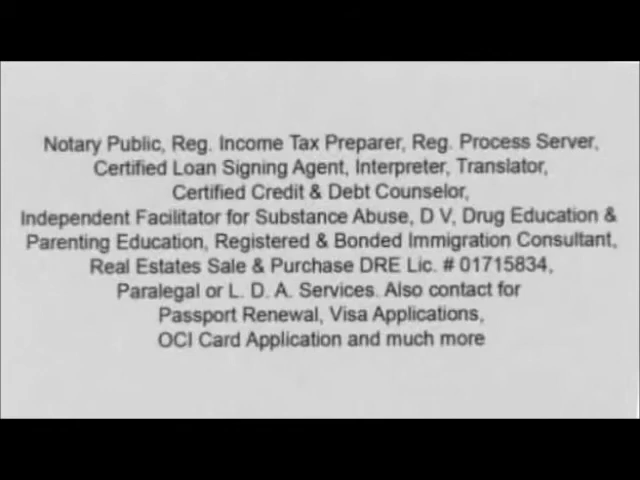 Notary Public, Reg. Income Tax Preparer, Reg. Process Server,
Certified Loan Signing Agent, Interpreter, Translator,
Certified Credit & Debt Counselor,
Independent Facilitator for Substance Abuse, D V, Drug Education &
Parenting Education, Registered & Bonded Immigration Consultant,
Real Estates Sale & Purchase DRE Lic. # 01715834,
Paralegal or L. D. A. Services. Also contact for
Passport Renewal, Visa Applications,
OCI Card Application and much more